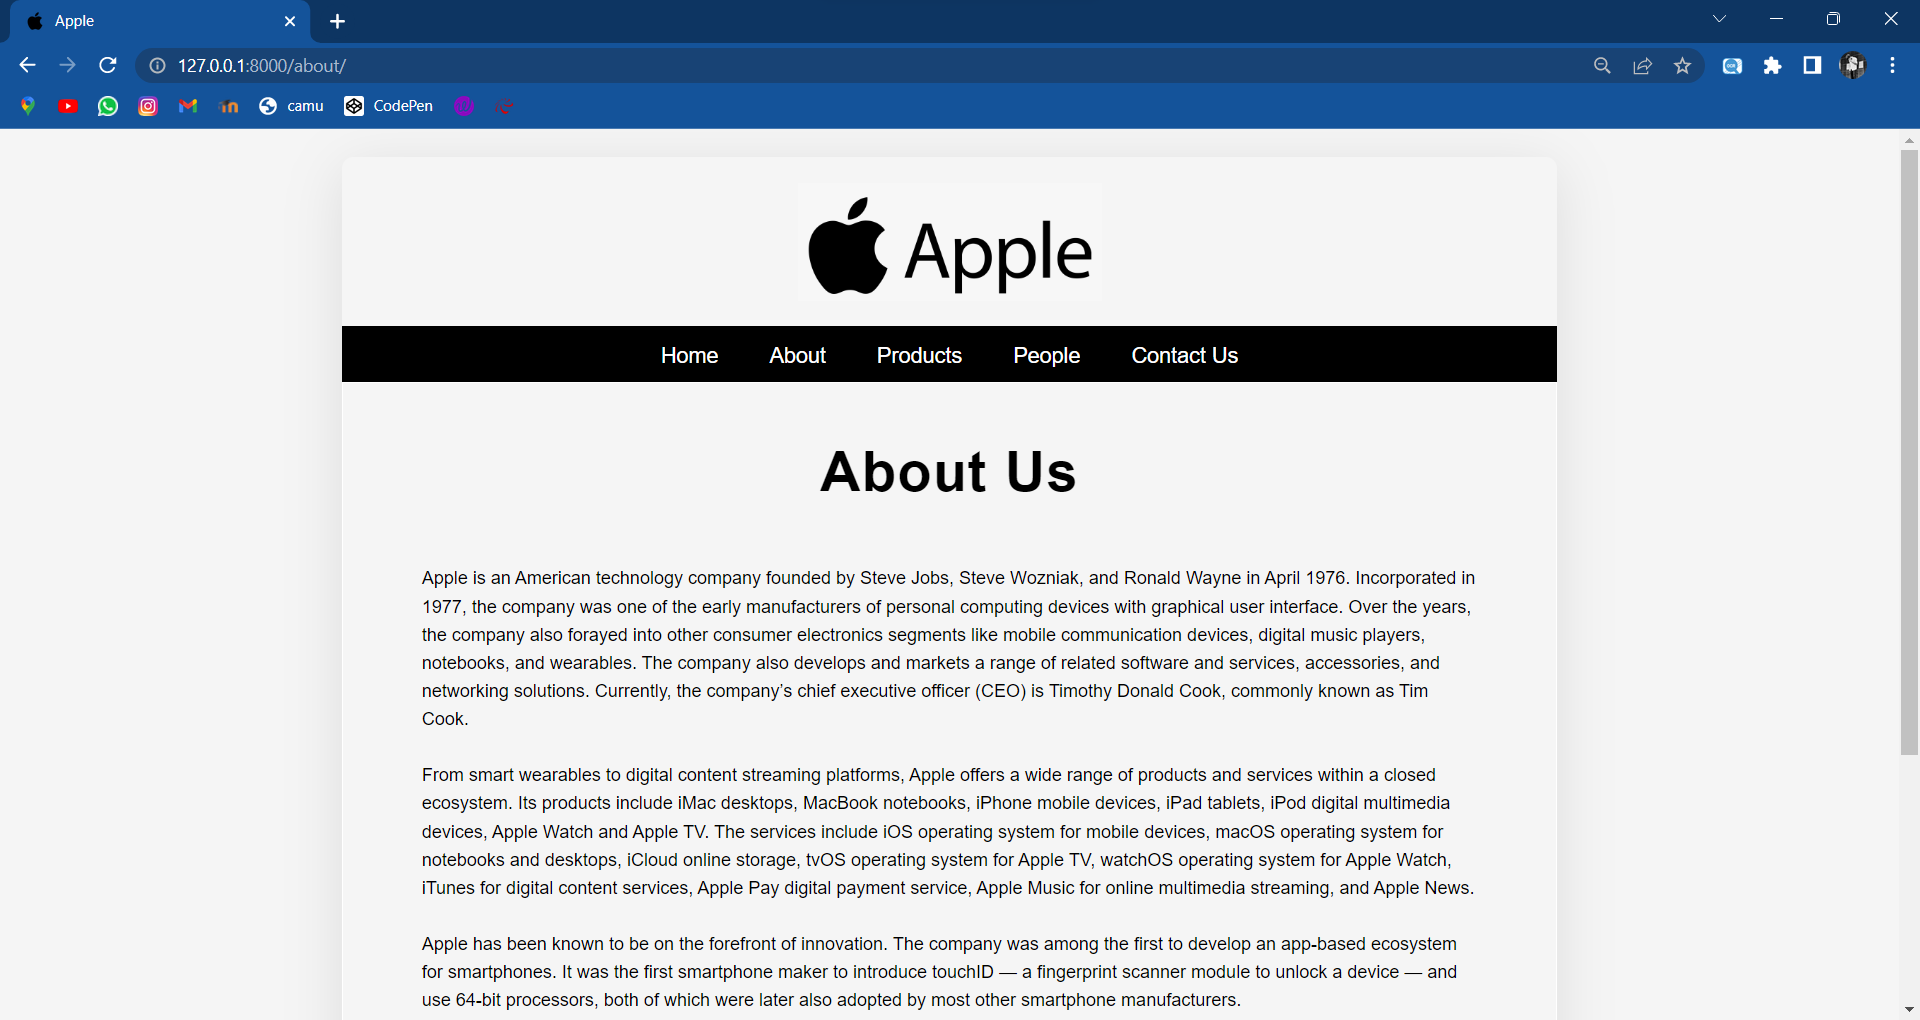 Apple
127.0.0.1:8000/about/
camu
CodePen
Apple
Home About Products People Contact Us
About Us
Apple is an American technology company founded by Steve Jobs, Steve Wozniak, and Ronald Wayne in April 1976. Incorporated in
1977, the company was one of the early manufacturers of personal computing devices with graphical user interface. Over the years,
the company also forayed into other consumer electronics segments like mobile communication devices, digital music players,
notebooks, and wearables. The company also develops and markets a range of related software and services, accessories, and
networking solutions. Currently, the company’s chief executive officer (CEO) is Timothy Donald Cook, commonly known as Tim
Cook.
From smart wearables to digital content streaming platforms, Apple offers a wide range of products and services within a closed
ecosystem. Its products include iMac desktops, MacBook notebooks, iPhone mobile devices, iPad tablets, iPod digital multimedia
devices, Apple Watch and Apple TV. The services include iOS operating system for mobile devices, macOS operating system for
notebooks and desktops, iCloud online storage, tvOS operating system for Apple TV, watchOS operating system for Apple Watch,
iTunes for digital content services, Apple Pay digital payment service, Apple Music for online multimedia streaming, and Apple News.
Apple has been known to be on the forefront of innovation. The company was among the first to develop an app-based ecosystem
for smartphones. It was the first smartphone maker to introduce touchID — a fingerprint scanner module to unlock a device — and
use 64-bit processors, both of which were later also adopted by most other smartphone manufacturers.